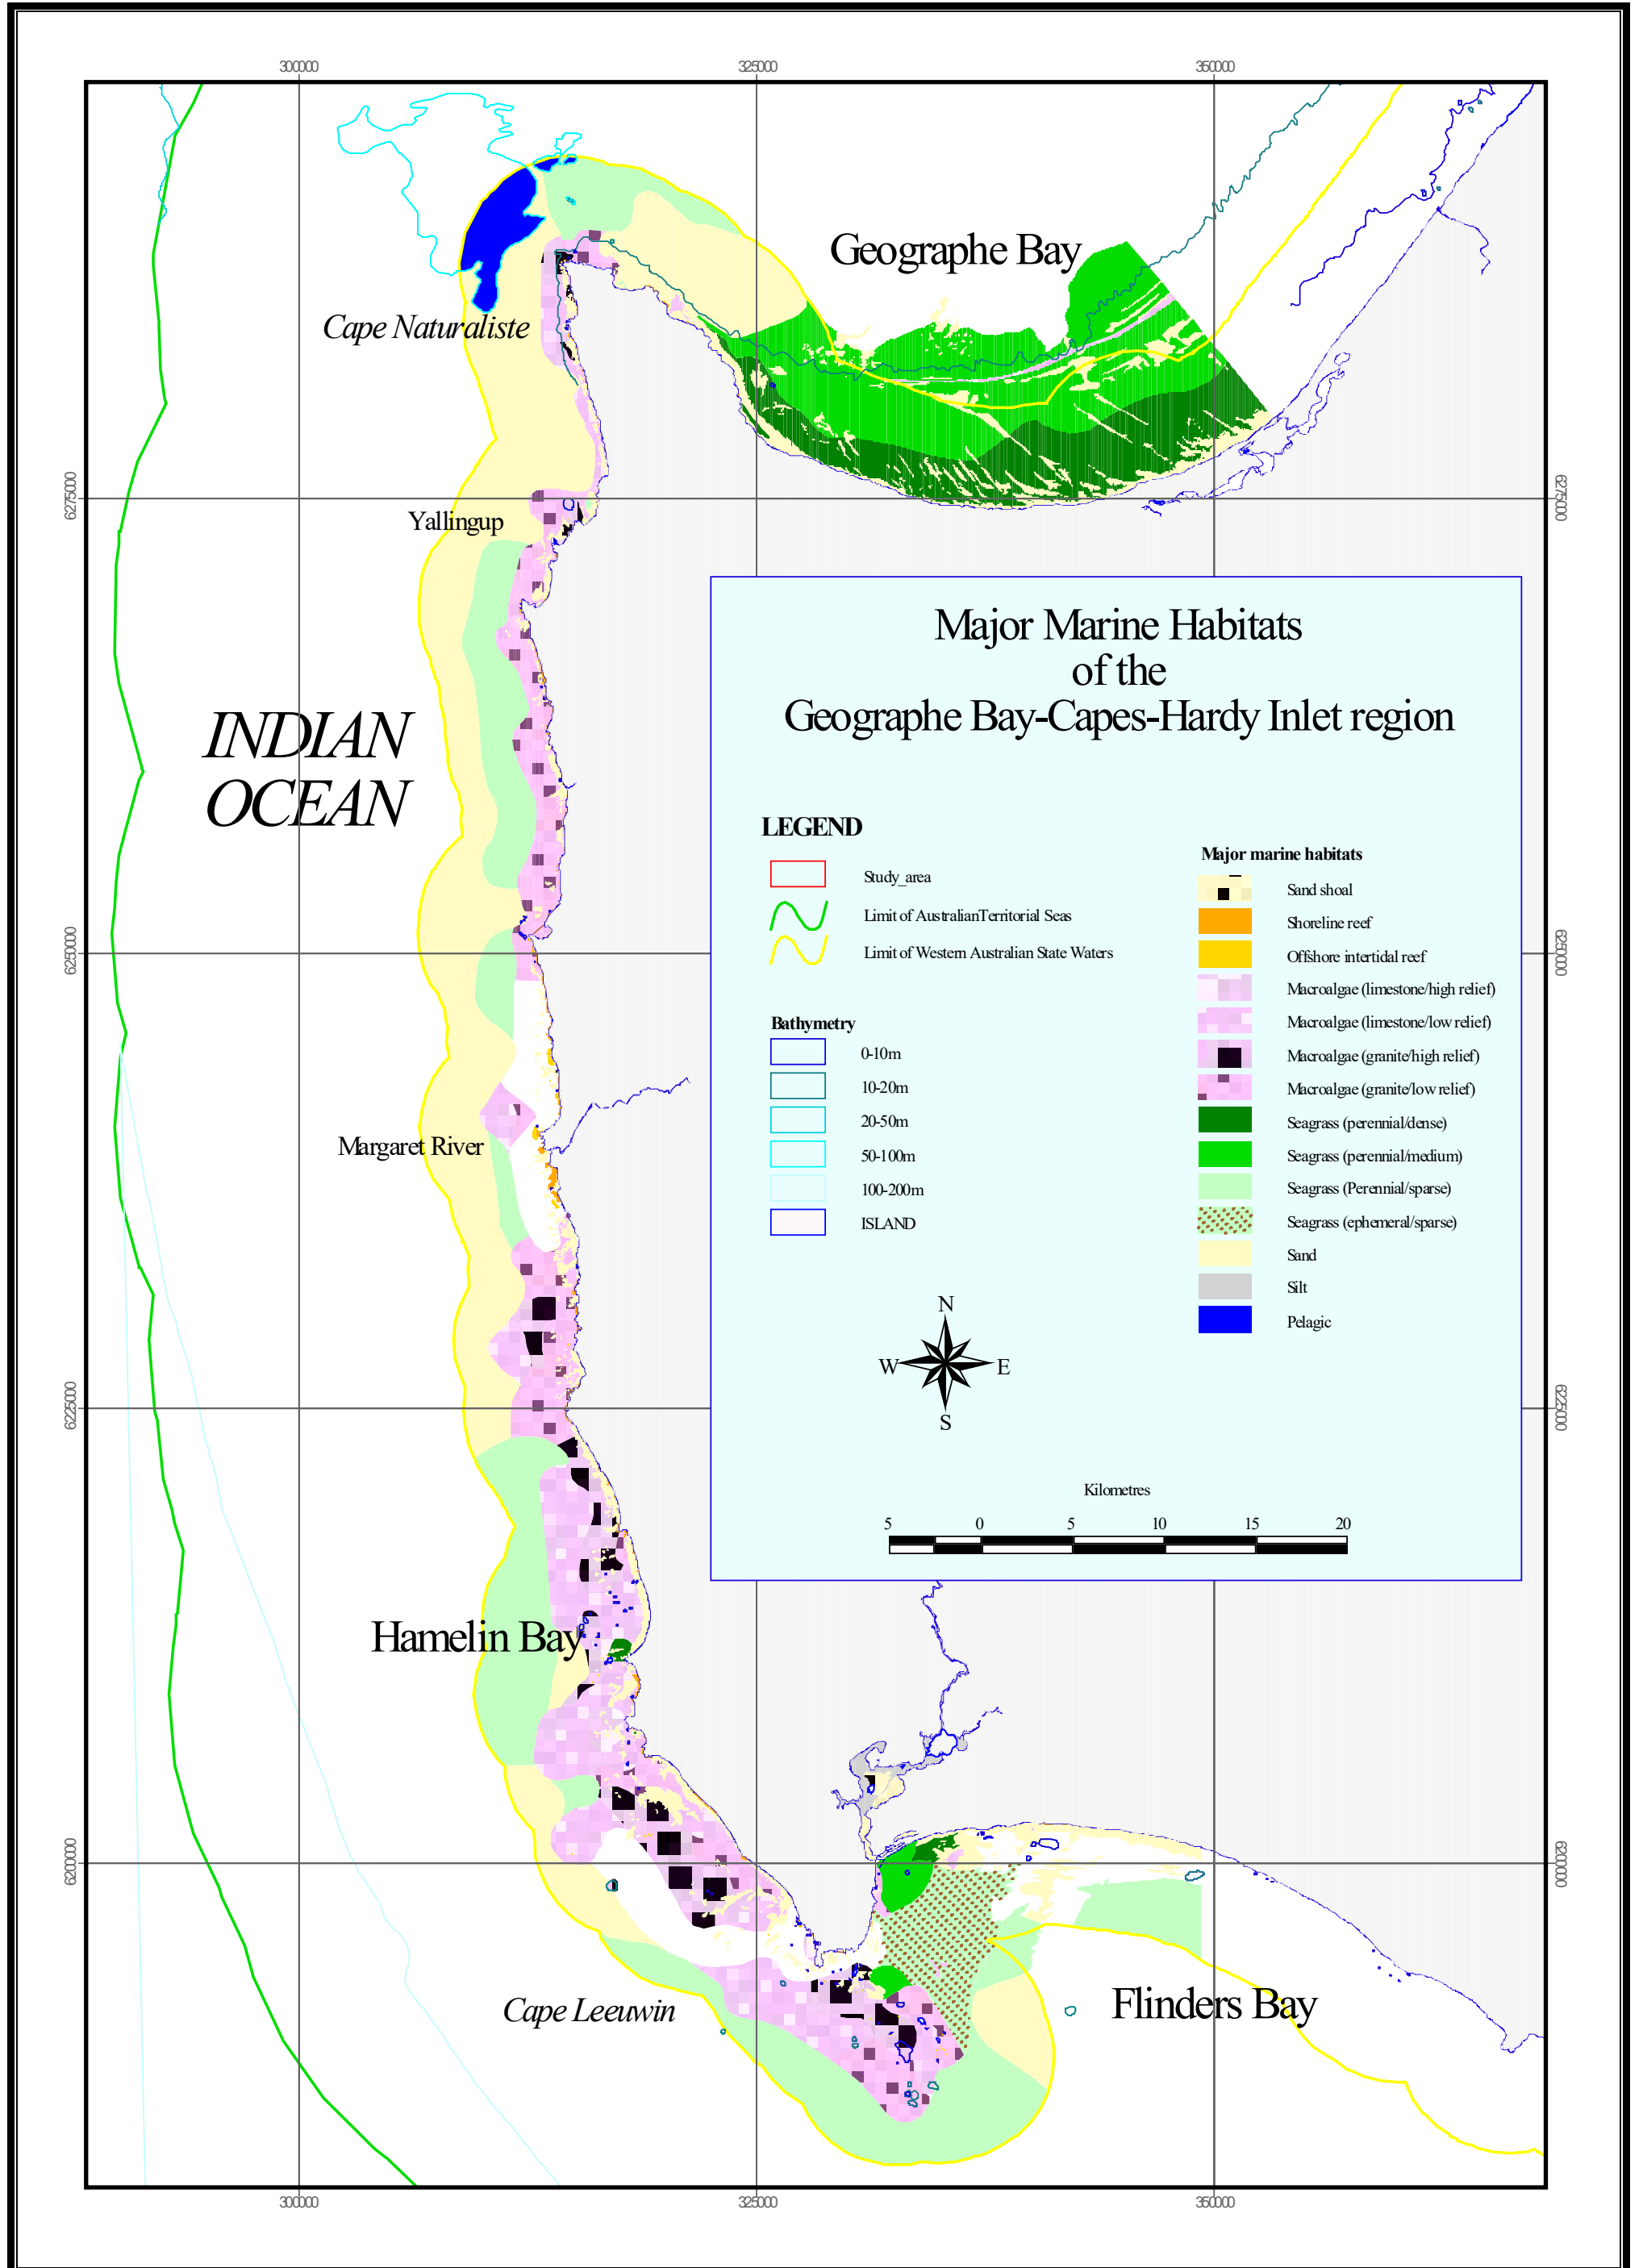 300000
325000
350000
Geographe Bay
Cape Naturaliste
6275000
6275000
Yallingup
Major Marine Habitats
of the
Geographe Bay-Capes-Hardy Inlet region
INDIAN
OCEAN
LEGEND
Study_area
Limit of AustralianTerritorial Seas
Limit of Western Australian State Waters
Bathymetry
0-10m
10-20m
20-50m
50-100m
100-200m
ISLAND
Major marine habitats
Sand shoal
Shoreline reef
Offshore intertidal reef
Macroalgae (limestone/high relief)
Macroalgae (limestone/low relief)
Macroalgae (granite/high relief)
Macroalgae (granite/low relief)
Seagrass (perennial/dense)
Seagrass (perennial/medium)
Seagrass (Perennial/sparse)
Seagrass (ephemeral/sparse)
Sand
Silt
Pelagic
6250000
6250000
Margaret River
N
W
E
S
6225000
6225000
Kilometres
5 0 5 10 15 20
Hamelin Bay
6200000
6200000
Cape Leeuwin
Flinders Bay
300000
325000
350000